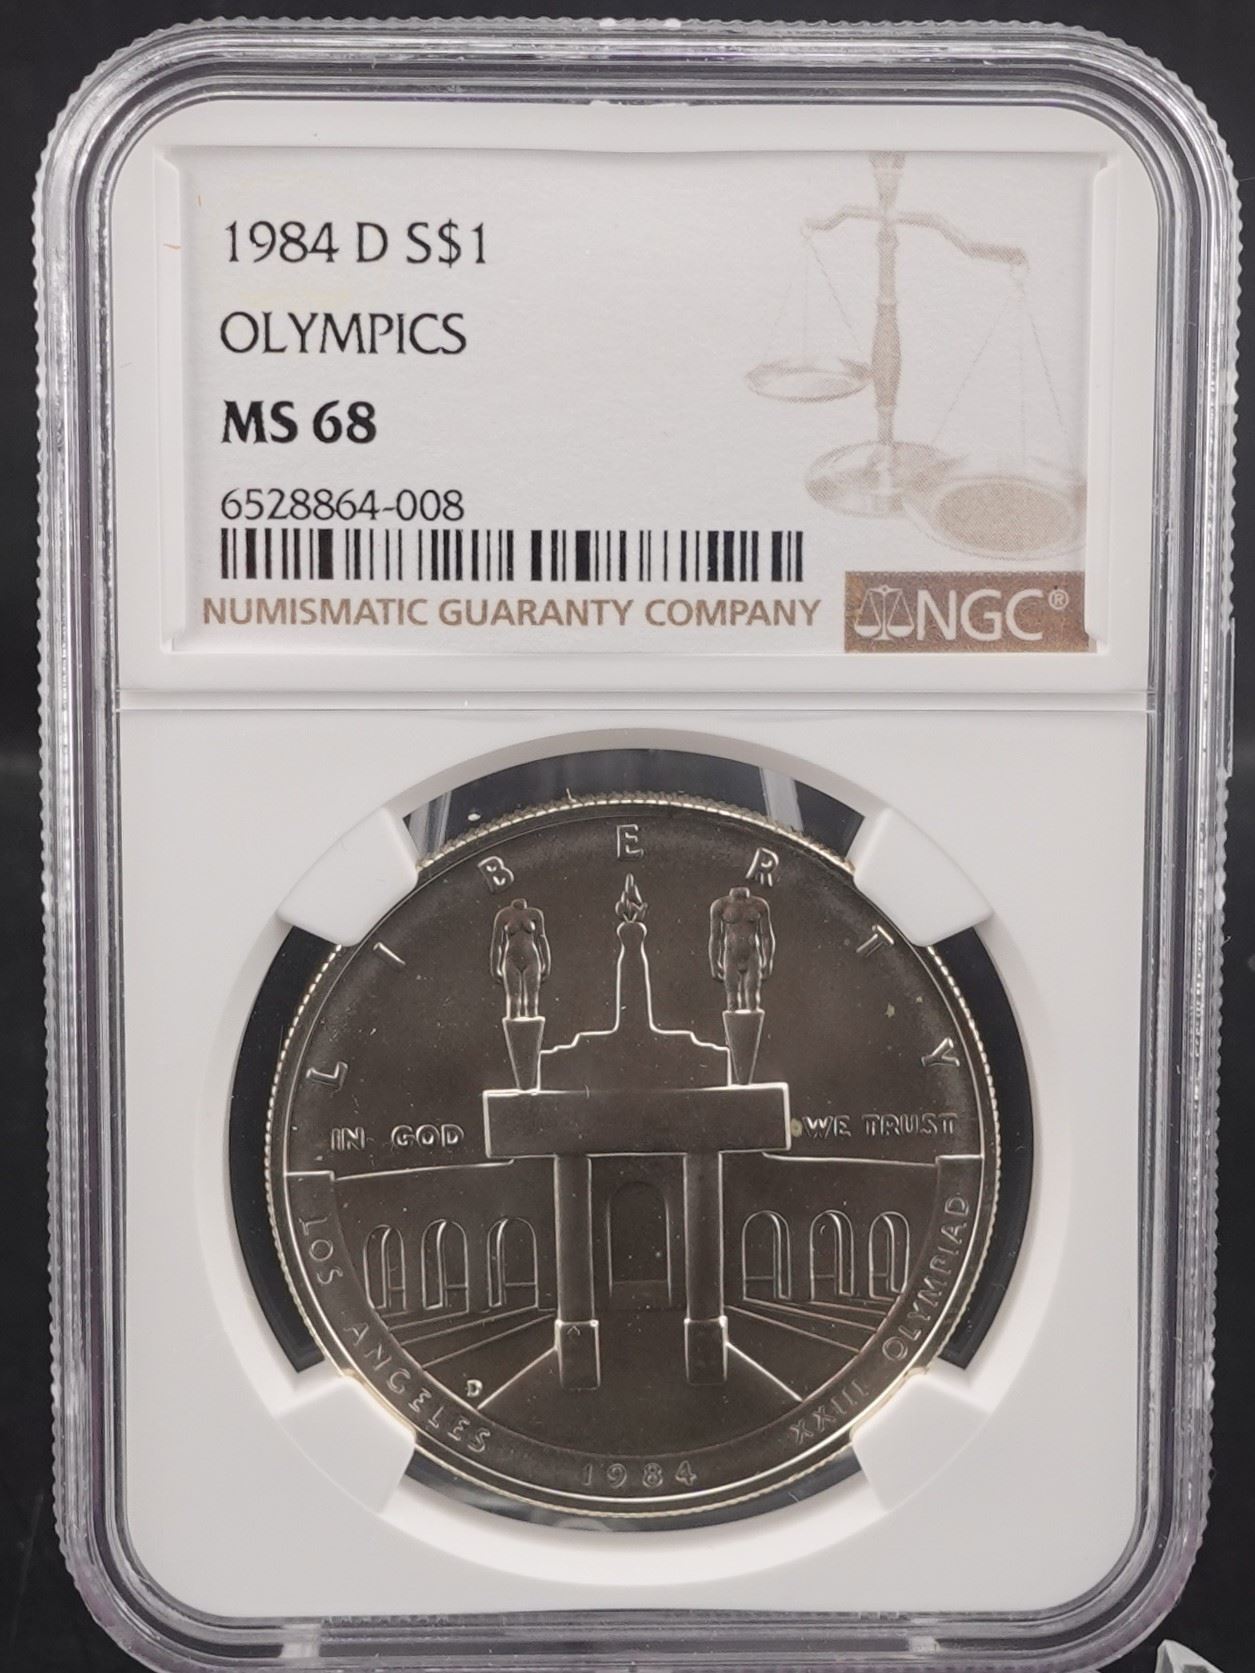 1984 D S$1
OLYMPICS
MS 68
6528864-008
NUMISMATIC GUARANTY COMPANY
NGC®
LIBERTY
IN GOD WE TRUST
LOS ANGELES XXIII OLYMPIAD
D
1984